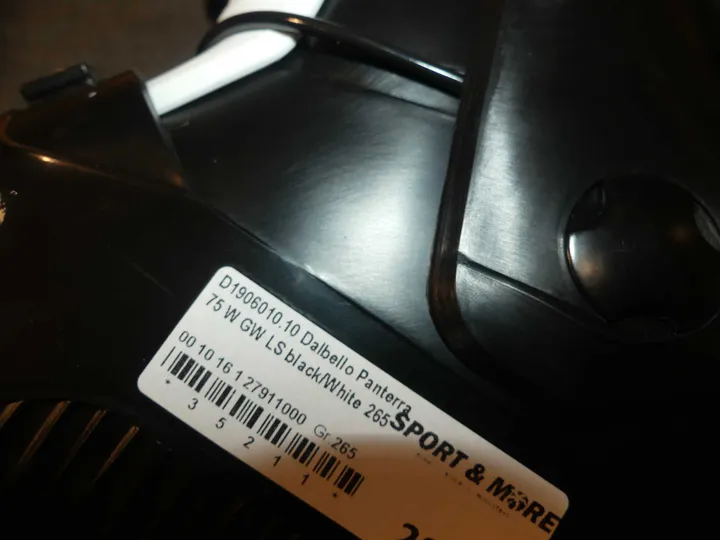 D1906010.10 Dalbello Panterra
75 W GW LS black/White 265
00 10 16 1 27911000 Gr.265
* 3 5 2 1 1 *
SPORT & MORE